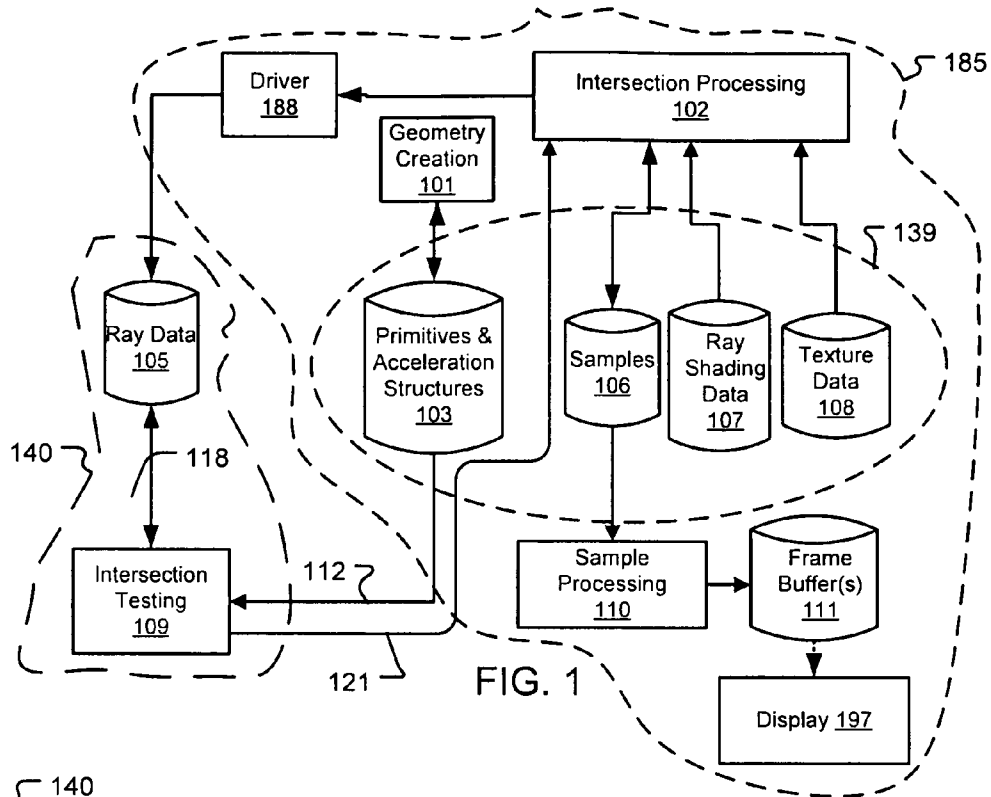 185
Driver
188
Intersection Processing
102
Geometry
Creation
101
139
Ray Data
105
Primitives &
Acceleration
Structures
103
Samples
106
Ray
Shading
Data
107
Texture
Data
108
140
118
Intersection
Testing
109
112
121
Sample
Processing
110
Frame
Buffer(s)
111
FIG. 1
Display 197
140